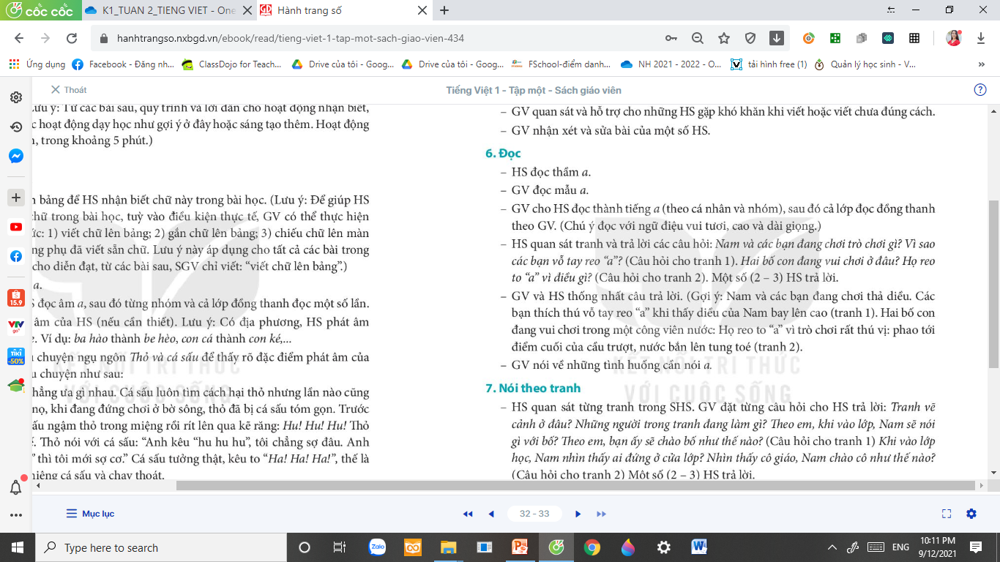 cốc cốc
K1_TUAN 2_TIENG VIET - One
Hành trang số
hanhtrangso.nxbgd.vn/ebook/read/tieng-viet-1-tap-mot-sach-giao-vien-434
Ứng dụng
Facebook - Đăng nh...
ClassDojo for Teach...
Drive của tôi - Goog...
Drive của tôi - Goog...
FSchool-điểm danh...
NH 2021 - 2022 - O...
tải hình free (1)
Quản lý học sinh - V...
Thoát
Tiếng Việt 1 - Tập một - Sách giáo viên
ưu ý: Từ các bài sau, quy trình và lời dẫn cho hoạt động nhận biết,
c hoạt động dạy học như gợi ý ở đây hoặc sáng tạo thêm. Hoạt động
n, trong khoảng 5 phút.)
n bảng để HS nhận biết chữ này trong bài học. (Lưu ý: Để giúp HS
chữ trong bài học, tuỳ vào điều kiện thực tế, GV có thể thực hiện
ức: 1) viết chữ lên bảng; 2) gắn chữ lên bảng; 3) chiếu chữ lên màn
ng phụ đã viết sẵn chữ. Lưu ý này áp dụng cho tất cả các bài trong
cho diễn đạt, từ các bài sau, SGV chỉ viết: “viết chữ lên bảng”.)
a.
S đọc âm a, sau đó từng nhóm và cả lớp đồng thanh đọc một số lần.
âm của HS (nếu cần thiết). Lưu ý: Có địa phương, HS phát âm
e. Ví dụ: ba hào thành be hèo, con cá thành con ké,...
u chuyện ngụ ngôn Thỏ và cá sấu để thấy rõ đặc điểm phát âm của
u chuyện như sau:
hẳng ưa gì nhau. Cá sấu luôn tìm cách hại thỏ nhưng lần nào cũng
nọ, khi đang đứng chơi ở bờ sông, thỏ đã bị cá sấu tóm gọn. Trước
ấu ngậm thỏ trong miệng rồi rít lên qua kẽ răng: Hu! Hu! Hu! Thỏ
. Thỏ nói với cá sấu: “Anh kêu “hu hu hu”, tôi chẳng sợ đâu. Anh
” thì tôi mới sợ cơ.” Cá sấu tưởng thật, kêu to “Ha! Ha! Ha!”, thế là
miệng cá sấu và chạy thoát.
– GV quan sát và hỗ trợ cho những HS gặp khó khăn khi viết hoặc viết chưa đúng cách.
– GV nhận xét và sửa bài của một số HS.
6. Đọc
– HS đọc thầm a.
– GV đọc mẫu a.
– GV cho HS đọc thành tiếng a (theo cá nhân và nhóm), sau đó cả lớp đọc đồng thanh
theo GV. (Chú ý đọc với ngữ điệu vui tươi, cao và dài giọng.)
– HS quan sát tranh và trả lời các câu hỏi: Nam và các bạn đang chơi trò chơi gì? Vì sao
các bạn vỗ tay reo “a”? (Câu hỏi cho tranh 1). Hai bố con đang vui chơi ở đâu? Họ reo
to “a” vì điều gì? (Câu hỏi cho tranh 2). Một số (2 – 3) HS trả lời.
– GV và HS thống nhất câu trả lời. (Gợi ý: Nam và các bạn đang chơi thả diều. Các
bạn thích thú vỗ tay reo “a” khi thấy diều của Nam bay lên cao (tranh 1). Hai bố con
đang vui chơi trong một công viên nước: Họ reo to “a” vì trò chơi rất thú vị: phao tới
điểm cuối của cầu trượt, nước bắn lên tung toé (tranh 2).
– GV nói về những tình huống cần nói a.
7. Nói theo tranh
– HS quan sát từng tranh trong SHS. GV đặt từng câu hỏi cho HS trả lời: Tranh vẽ
cảnh ở đâu? Những người trong tranh đang làm gì? Theo em, khi vào lớp, Nam sẽ nói
gì với bố? Theo em, bạn ấy sẽ chào bố như thế nào? (Câu hỏi cho tranh 1) Khi vào lớp
học, Nam nhìn thấy ai đứng ở cửa lớp? Nhìn thấy cô giáo, Nam chào cô như thế nào?
(Câu hỏi cho tranh 2) Một số (2 – 3) HS trả lời.
KẾT NỐI TRI THỨC
VỚI CUỘC SỐNG
KẾT NỐI TRI THỨC
VỚI CUỘC SỐNG
15.9
VTV
go
TIKI
-50%
Mục lục
32 - 33
Type here to search
Zalo
ENG
10:11 PM
9/12/2021